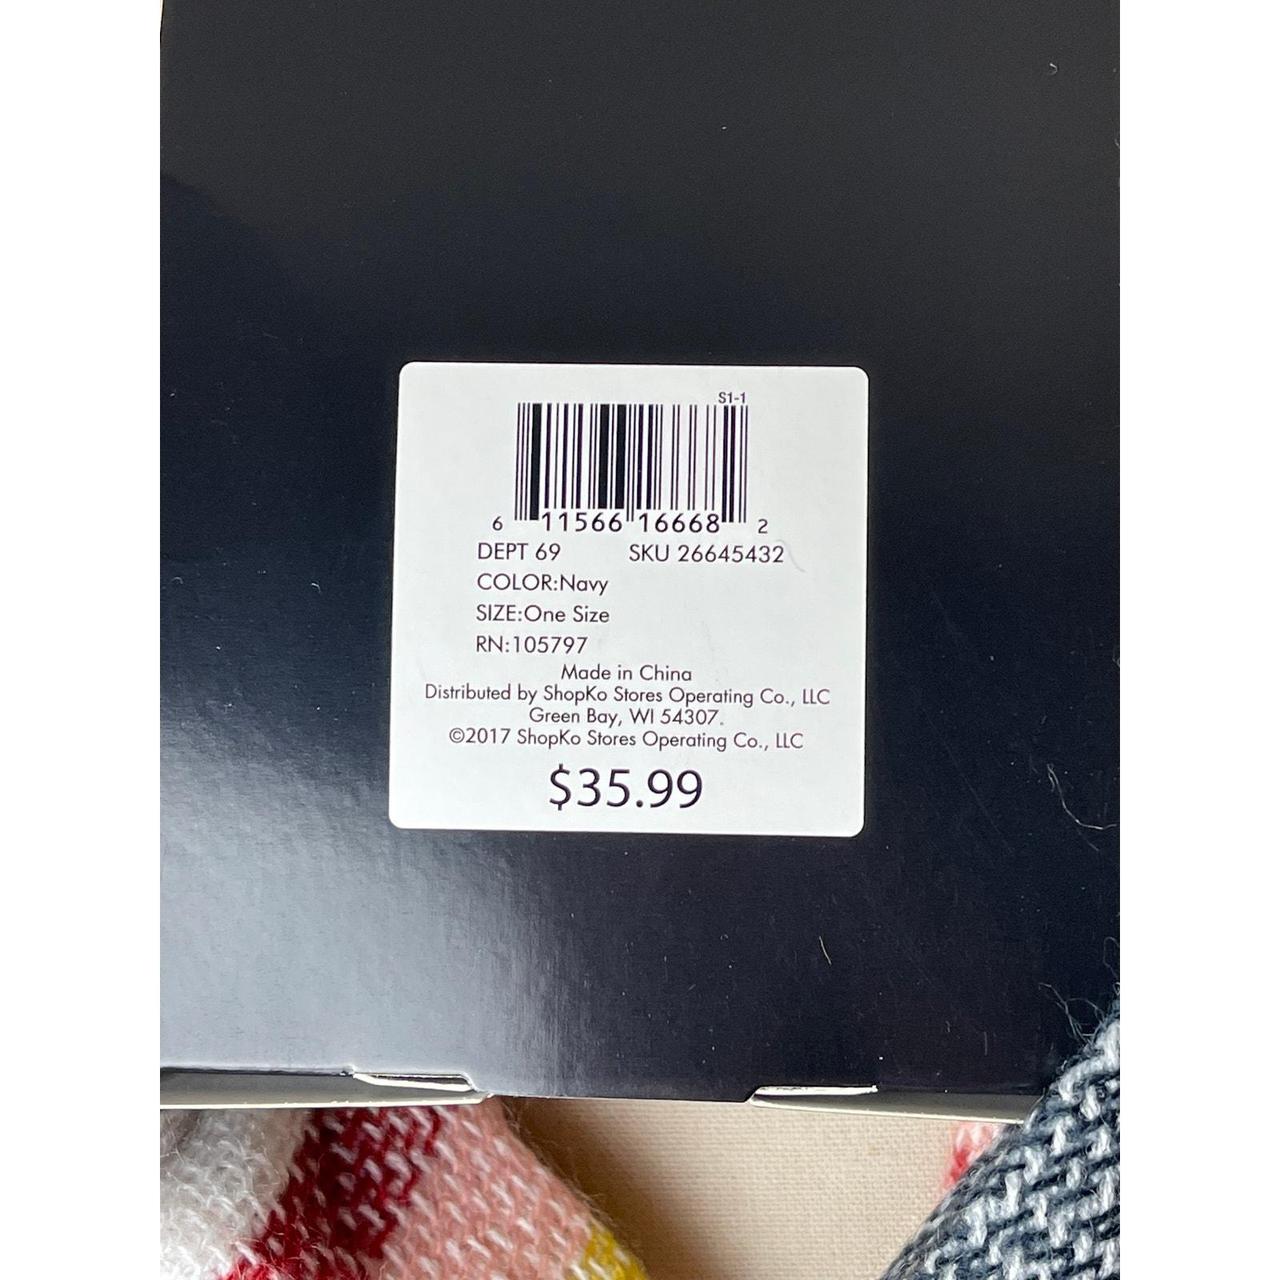 S1-1
6 11566 16668 2
DEPT 69 SKU 26645432
COLOR:Navy
SIZE:One Size
RN:105797
Made in China
Distributed by ShopKo Stores Operating Co., LLC
Green Bay, WI 54307.
©2017 ShopKo Stores Operating Co., LLC
$35.99